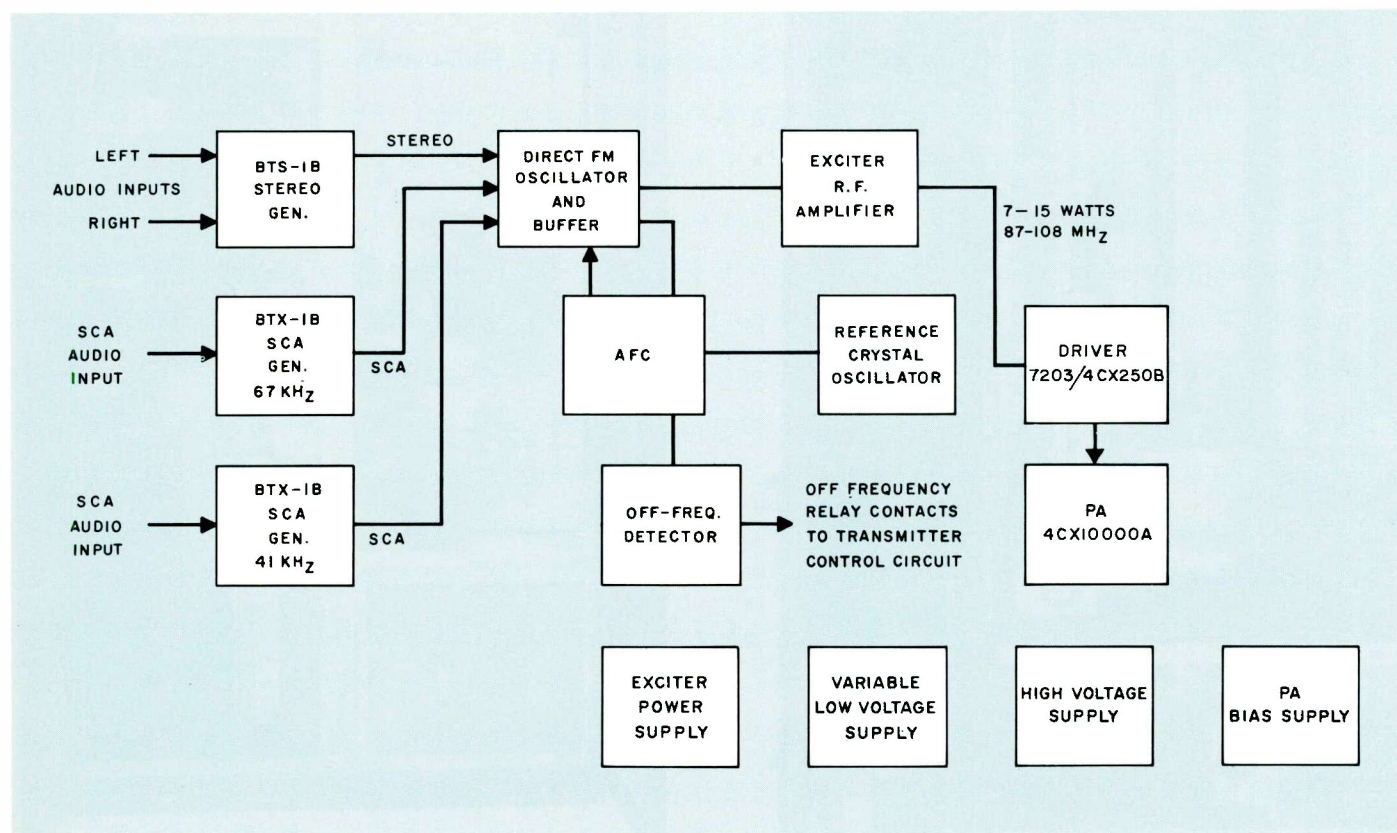 LEFT
AUDIO INPUTS
RIGHT
BTS-1B
STEREO
GEN.
STEREO
DIRECT FM
OSCILLATOR
AND
BUFFER
EXCITER
R.F.
AMPLIFIER
7-15 WATTS
87-108 MHZ
SCA
AUDIO
INPUT
BTX-1B
SCA
GEN.
67 KHZ
SCA
AFC
REFERENCE
CRYSTAL
OSCILLATOR
DRIVER
7203/4CX250B
SCA
AUDIO
INPUT
BTX-1B
SCA
GEN.
41 KHZ
SCA
OFF-FREQ.
DETECTOR
OFF FREQUENCY
RELAY CONTACTS
TO TRANSMITTER
CONTROL CIRCUIT
PA
4CX10000A
EXCITER
POWER
SUPPLY
VARIABLE
LOW VOLTAGE
SUPPLY
HIGH VOLTAGE
SUPPLY
PA
BIAS SUPPLY